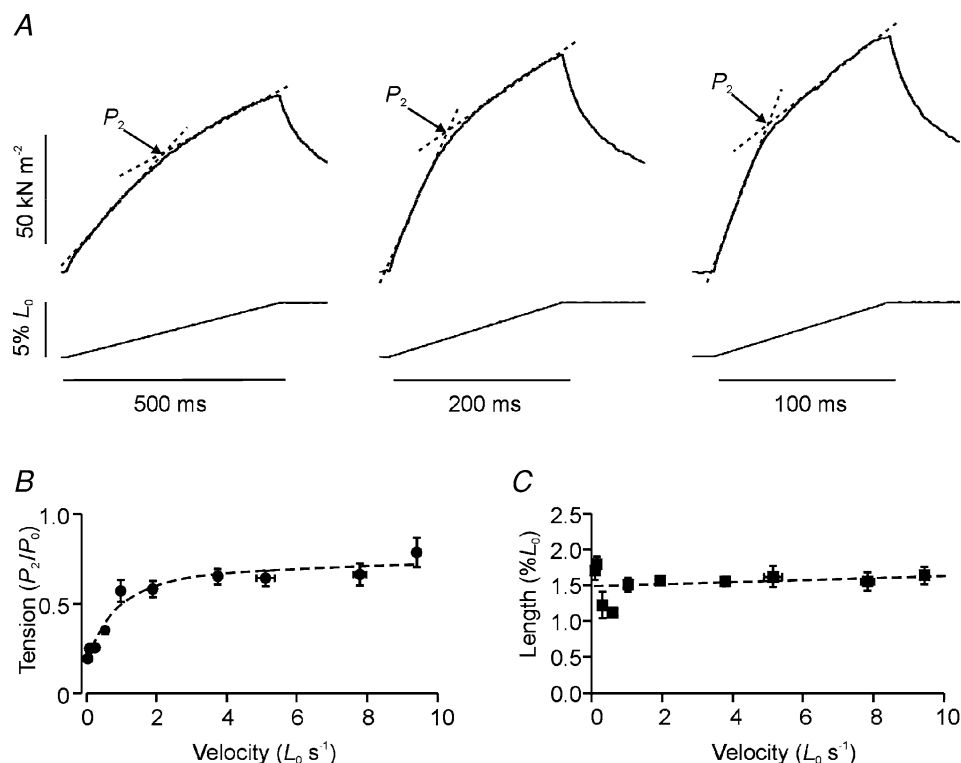 A
P₂
P₂
P₂
50 kN m⁻²
5% L₀
500 ms
200 ms
100 ms
B
Tension (P₂/P₀)
1.0
0.5
0
0
2
4
6
8
10
Velocity (L₀ s⁻¹)
C
Length (%L₀)
2.5
2.0
1.5
1.0
0.5
0.0
0
2
4
6
8
10
Velocity (L₀ s⁻¹)